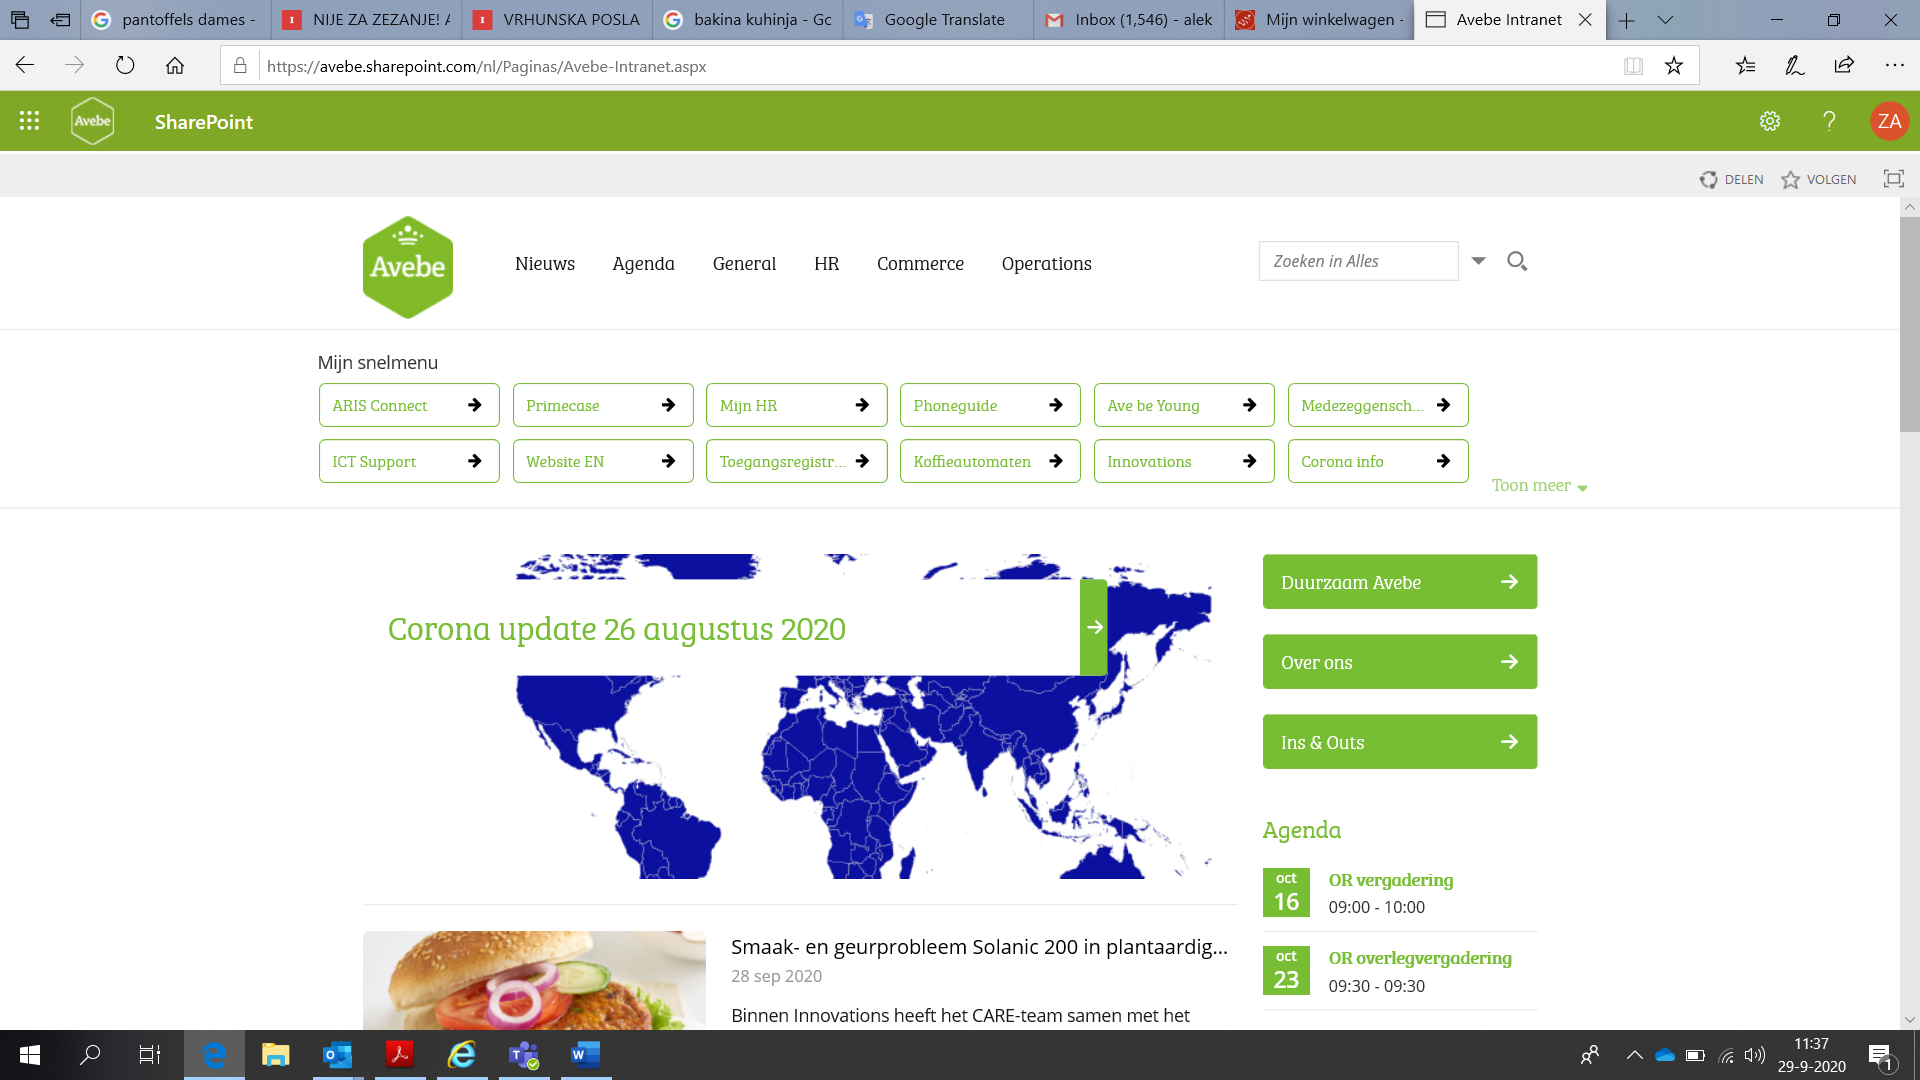 pantoffels dames -
NIJE ZA ZEZANJE! A
VRHUNSKA POSLA
bakina kuhinja - Go
Google Translate
Inbox (1,546) - alek
Mijn winkelwagen -
Avebe Intranet
https://avebe.sharepoint.com/nl/Paginas/Avebe-Intranet.aspx
Avebe
SharePoint
ZA
DELEN
VOLGEN
Avebe
Nieuws
Agenda
General
HR
Commerce
Operations
Zoeken in Alles
Mijn snelmenu
ARIS Connect
Primecase
Mijn HR
Phoneguide
Ave be Young
Medezeggensch...
ICT Support
Website EN
Toegangsregistr...
Koffieautomaten
Innovations
Corona info
Toon meer
Corona update 26 augustus 2020
Duurzaam Avebe
Over ons
Ins & Outs
Agenda
oct
16
OR vergadering
09:00 - 10:00
oct
23
OR overlegvergadering
09:30 - 09:30
Smaak- en geurprobleem Solanic 200 in plantaardig...
28 sep 2020
Binnen Innovations heeft het CARE-team samen met het
11:37
29-9-2020
1